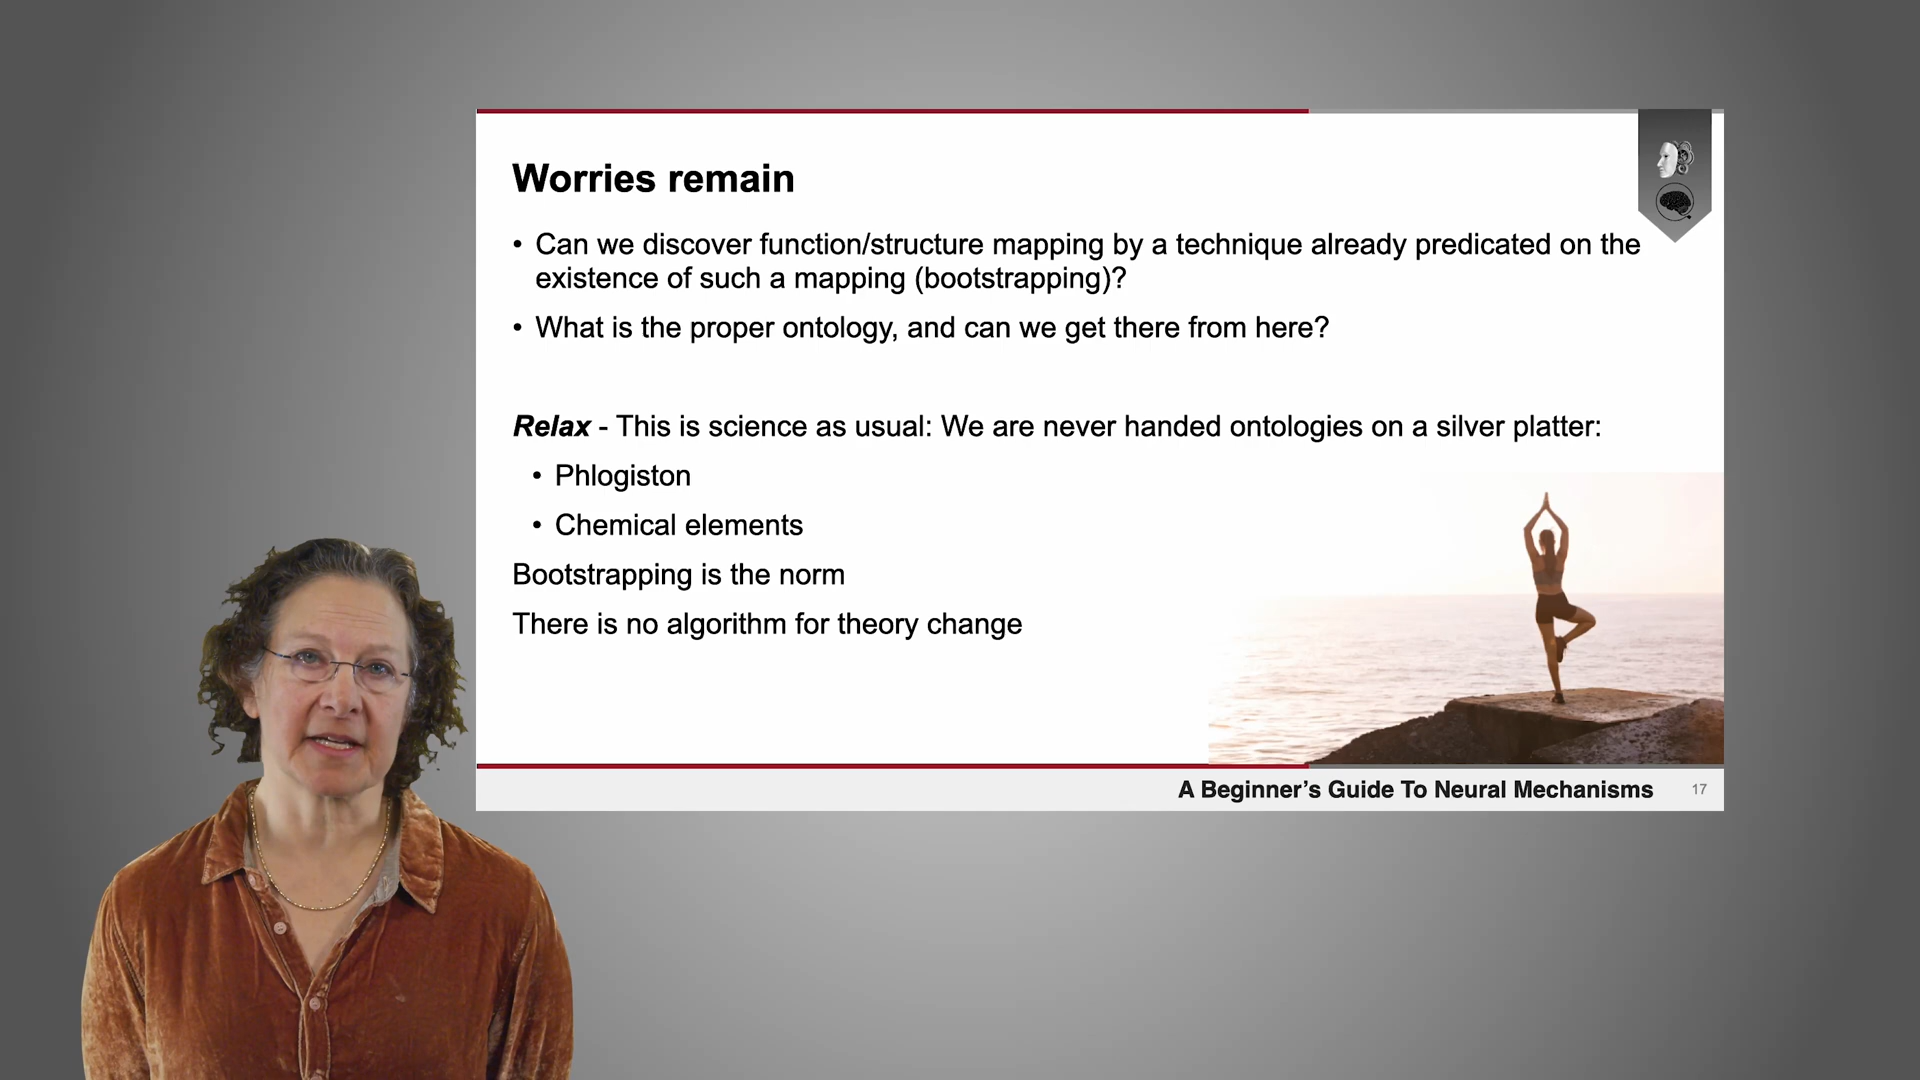 Worries remain
• Can we discover function/structure mapping by a technique already predicated on the
existence of such a mapping (bootstrapping)?
• What is the proper ontology, and can we get there from here?
Relax - This is science as usual: We are never handed ontologies on a silver platter:
• Phlogiston
• Chemical elements
Bootstrapping is the norm
There is no algorithm for theory change
A Beginner’s Guide To Neural Mechanisms
17